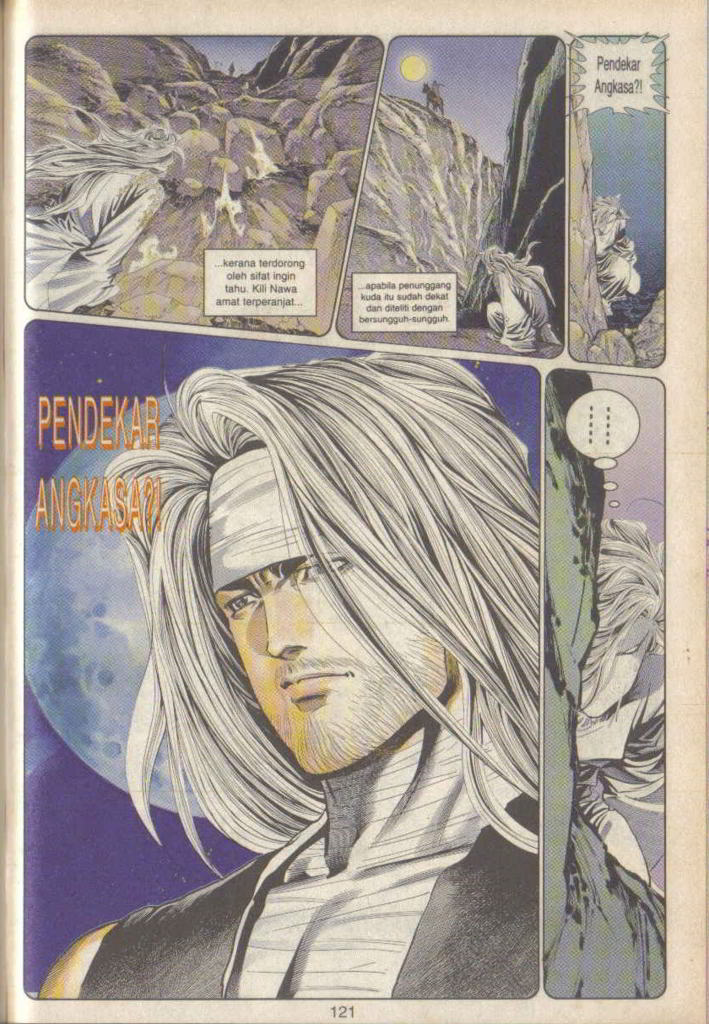 ...kerana terdorong
oleh sifat ingin
tahu. Kili Nawa
amat terperanjat...
...apabila penunggang
kuda itu sudah dekat
dan diteliti dengan
bersungguh-sungguh.
Pendekar
Angkasa?!
PENDEKAR
ANGKASA?!
121